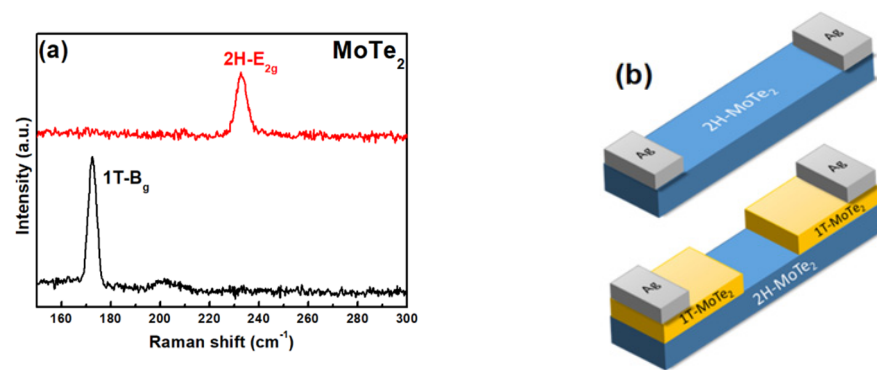 (a)
MoTe₂
2H-E₂g
1T-Bg
Intensity (a.u.)
160 180 200 220 240 260 280 300
Raman shift (cm⁻¹)
(b)
Ag
2H-MoTe₂
Ag
Ag
1T-MoTe₂
Ag
1T-MoTe₂
2H-MoTe₂